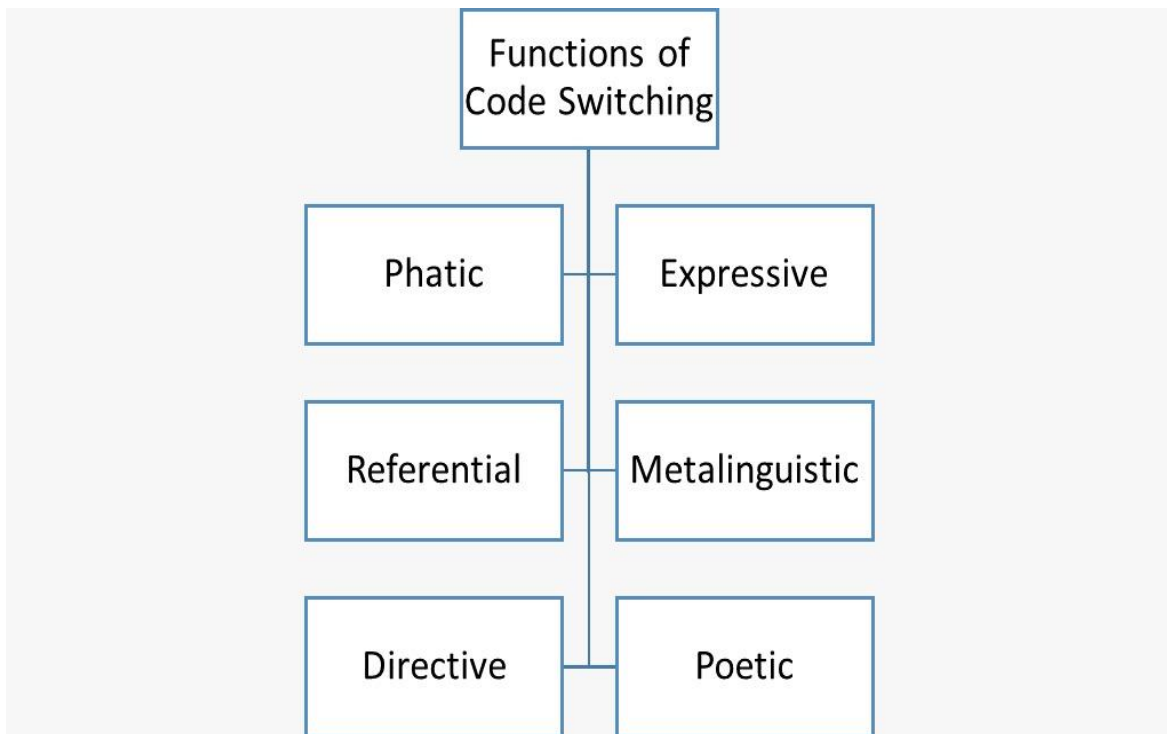 Functions of
Code Switching
Phatic
Expressive
Referential
Metalinguistic
Directive
Poetic